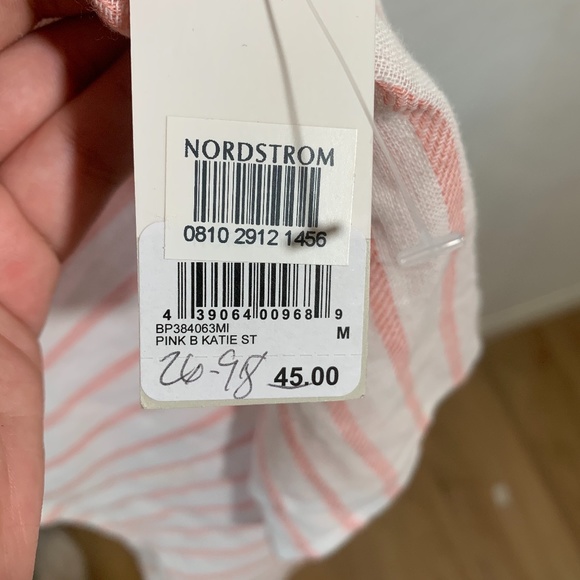 NORDSTROM
0810 2912 1456
4 39064 00968 9
BP384063MI
PINK B KATIE ST M
26-98 45.00